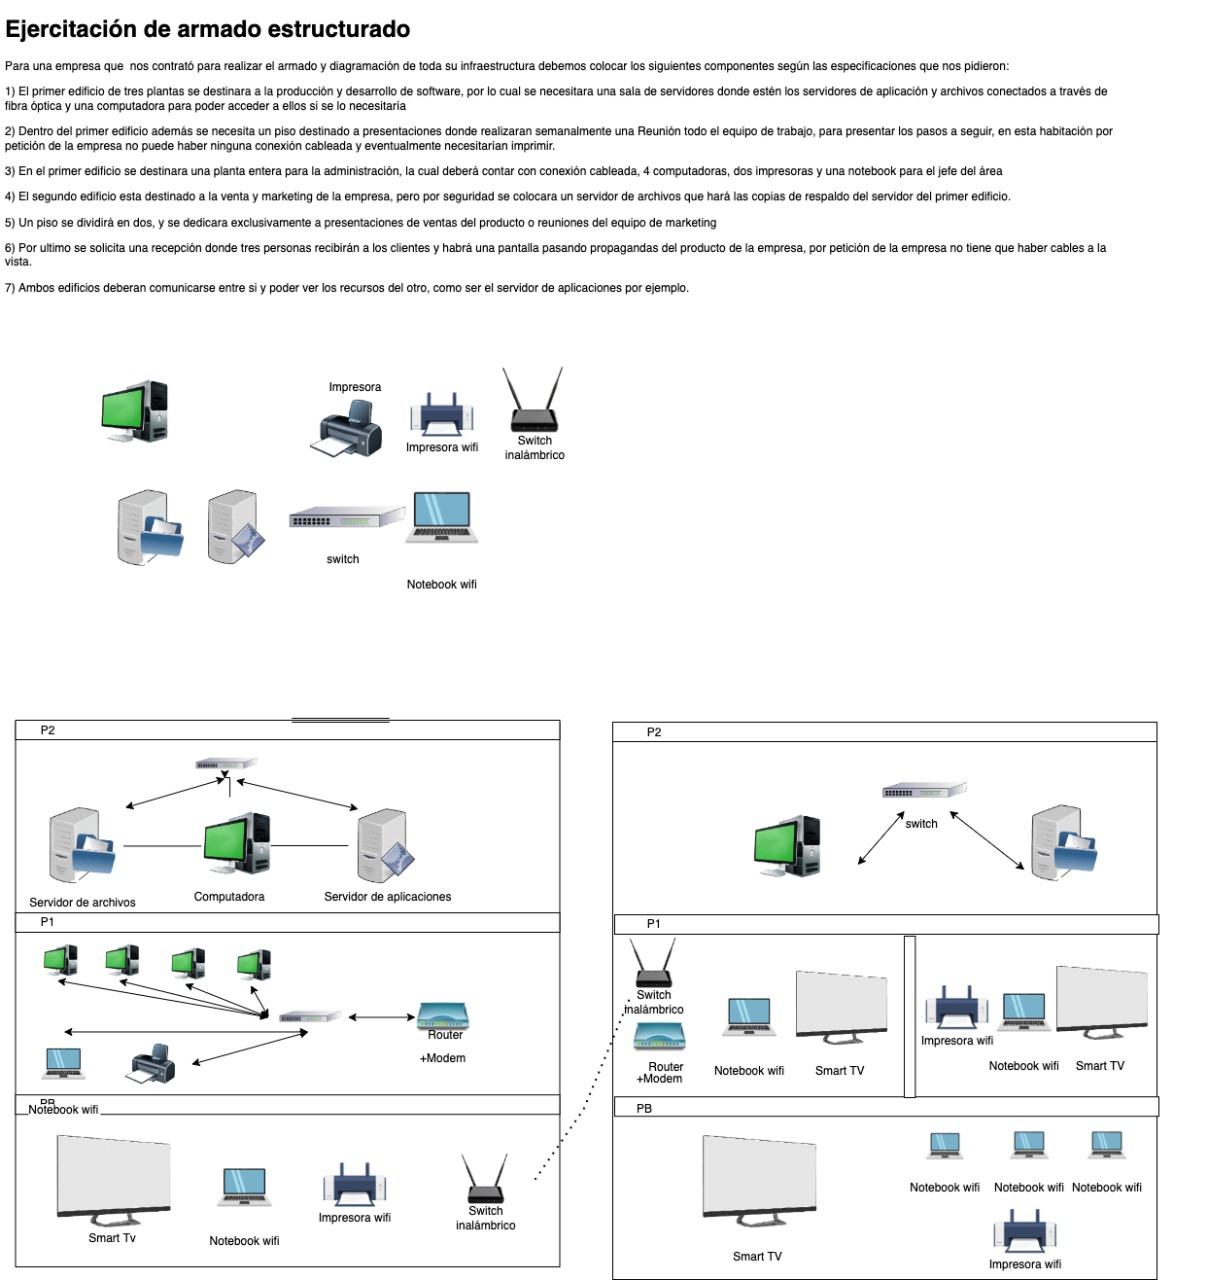 Ejercitación de armado estructurado
Para una empresa que  nos contrató para realizar el armado y diagramación de toda su infraestructura debemos colocar los siguientes componentes según las especificaciones que nos pidieron:
1) El primer edificio de tres plantas se destinara a la producción y desarrollo de software, por lo cual se necesitara una sala de servidores donde estén los servidores de aplicación y archivos conectados a través de
fibra óptica y una computadora para poder acceder a ellos si se lo necesitaría
2) Dentro del primer edificio además se necesita un piso destinado a presentaciones donde realizaran semanalmente una Reunión todo el equipo de trabajo, para presentar los pasos a seguir, en esta habitación por
petición de la empresa no puede haber ninguna conexión cableada y eventualmente necesitarían imprimir.
3) En el primer edificio se destinara una planta entera para la administración, la cual deberá contar con conexión cableada, 4 computadoras, dos impresoras y una notebook para el jefe del área
4) El segundo edificio esta destinado a la venta y marketing de la empresa, pero por seguridad se colocara un servidor de archivos que hará las copias de respaldo del servidor del primer edificio.
5) Un piso se dividirá en dos, y se dedicara exclusivamente a presentaciones de ventas del producto o reuniones del equipo de marketing
6) Por ultimo se solicita una recepción donde tres personas recibirán a los clientes y habrá una pantalla pasando propagandas del producto de la empresa, por petición de la empresa no tiene que haber cables a la
vista.
7) Ambos edificios deberan comunicarse entre si y poder ver los recursos del otro, como ser el servidor de aplicaciones por ejemplo.
Impresora
Impresora wifi
Switch
inalámbrico
switch
Notebook wifi
P2
Servidor de archivos
Computadora
Servidor de aplicaciones
P1
Router
+Modem
PB
Notebook wifi
Smart Tv
Notebook wifi
Impresora wifi
Switch
inalámbrico
P2
switch
P1
Switch
inalámbrico
Router
+Modem
Notebook wifi
Smart TV
Impresora wifi
Notebook wifi
Smart TV
PB
Smart TV
Notebook wifi
Notebook wifi
Notebook wifi
Impresora wifi